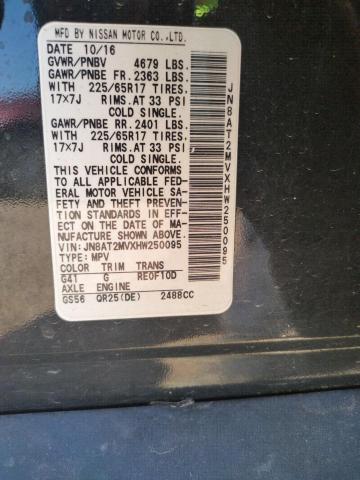 MFD BY NISSAN MOTOR CO.,LTD.
DATE 10/16
GVWR/PNBV 4679 LBS.
GAWR/PNBE FR. 2363 LBS.
WITH 225/65R17 TIRES.
17×7J RIMS. AT 33 PSI
COLD SINGLE.
GAWR/PNBE RR. 2401 LBS.
WITH 225/65R17 TIRES.
17×7J RIMS. AT 33 PSI
COLD SINGLE.
THIS VEHICLE CONFORMS
TO ALL APPLICABLE FED-
ERAL MOTOR VEHICLE SA-
FETY AND THEFT PREVEN-
TION STANDARDS IN EFF-
ECT ON THE DATE OF MA-
NUFACTURE SHOWN ABOVE
VIN:JN8AT2MVXHW250095
TYPE: MPV
COLOR TRIM TRANS
G41 G RE0F10D
AXLE ENGINE
GS56 QR25(DE) 2488CC
JN8AT2MVXHW250095